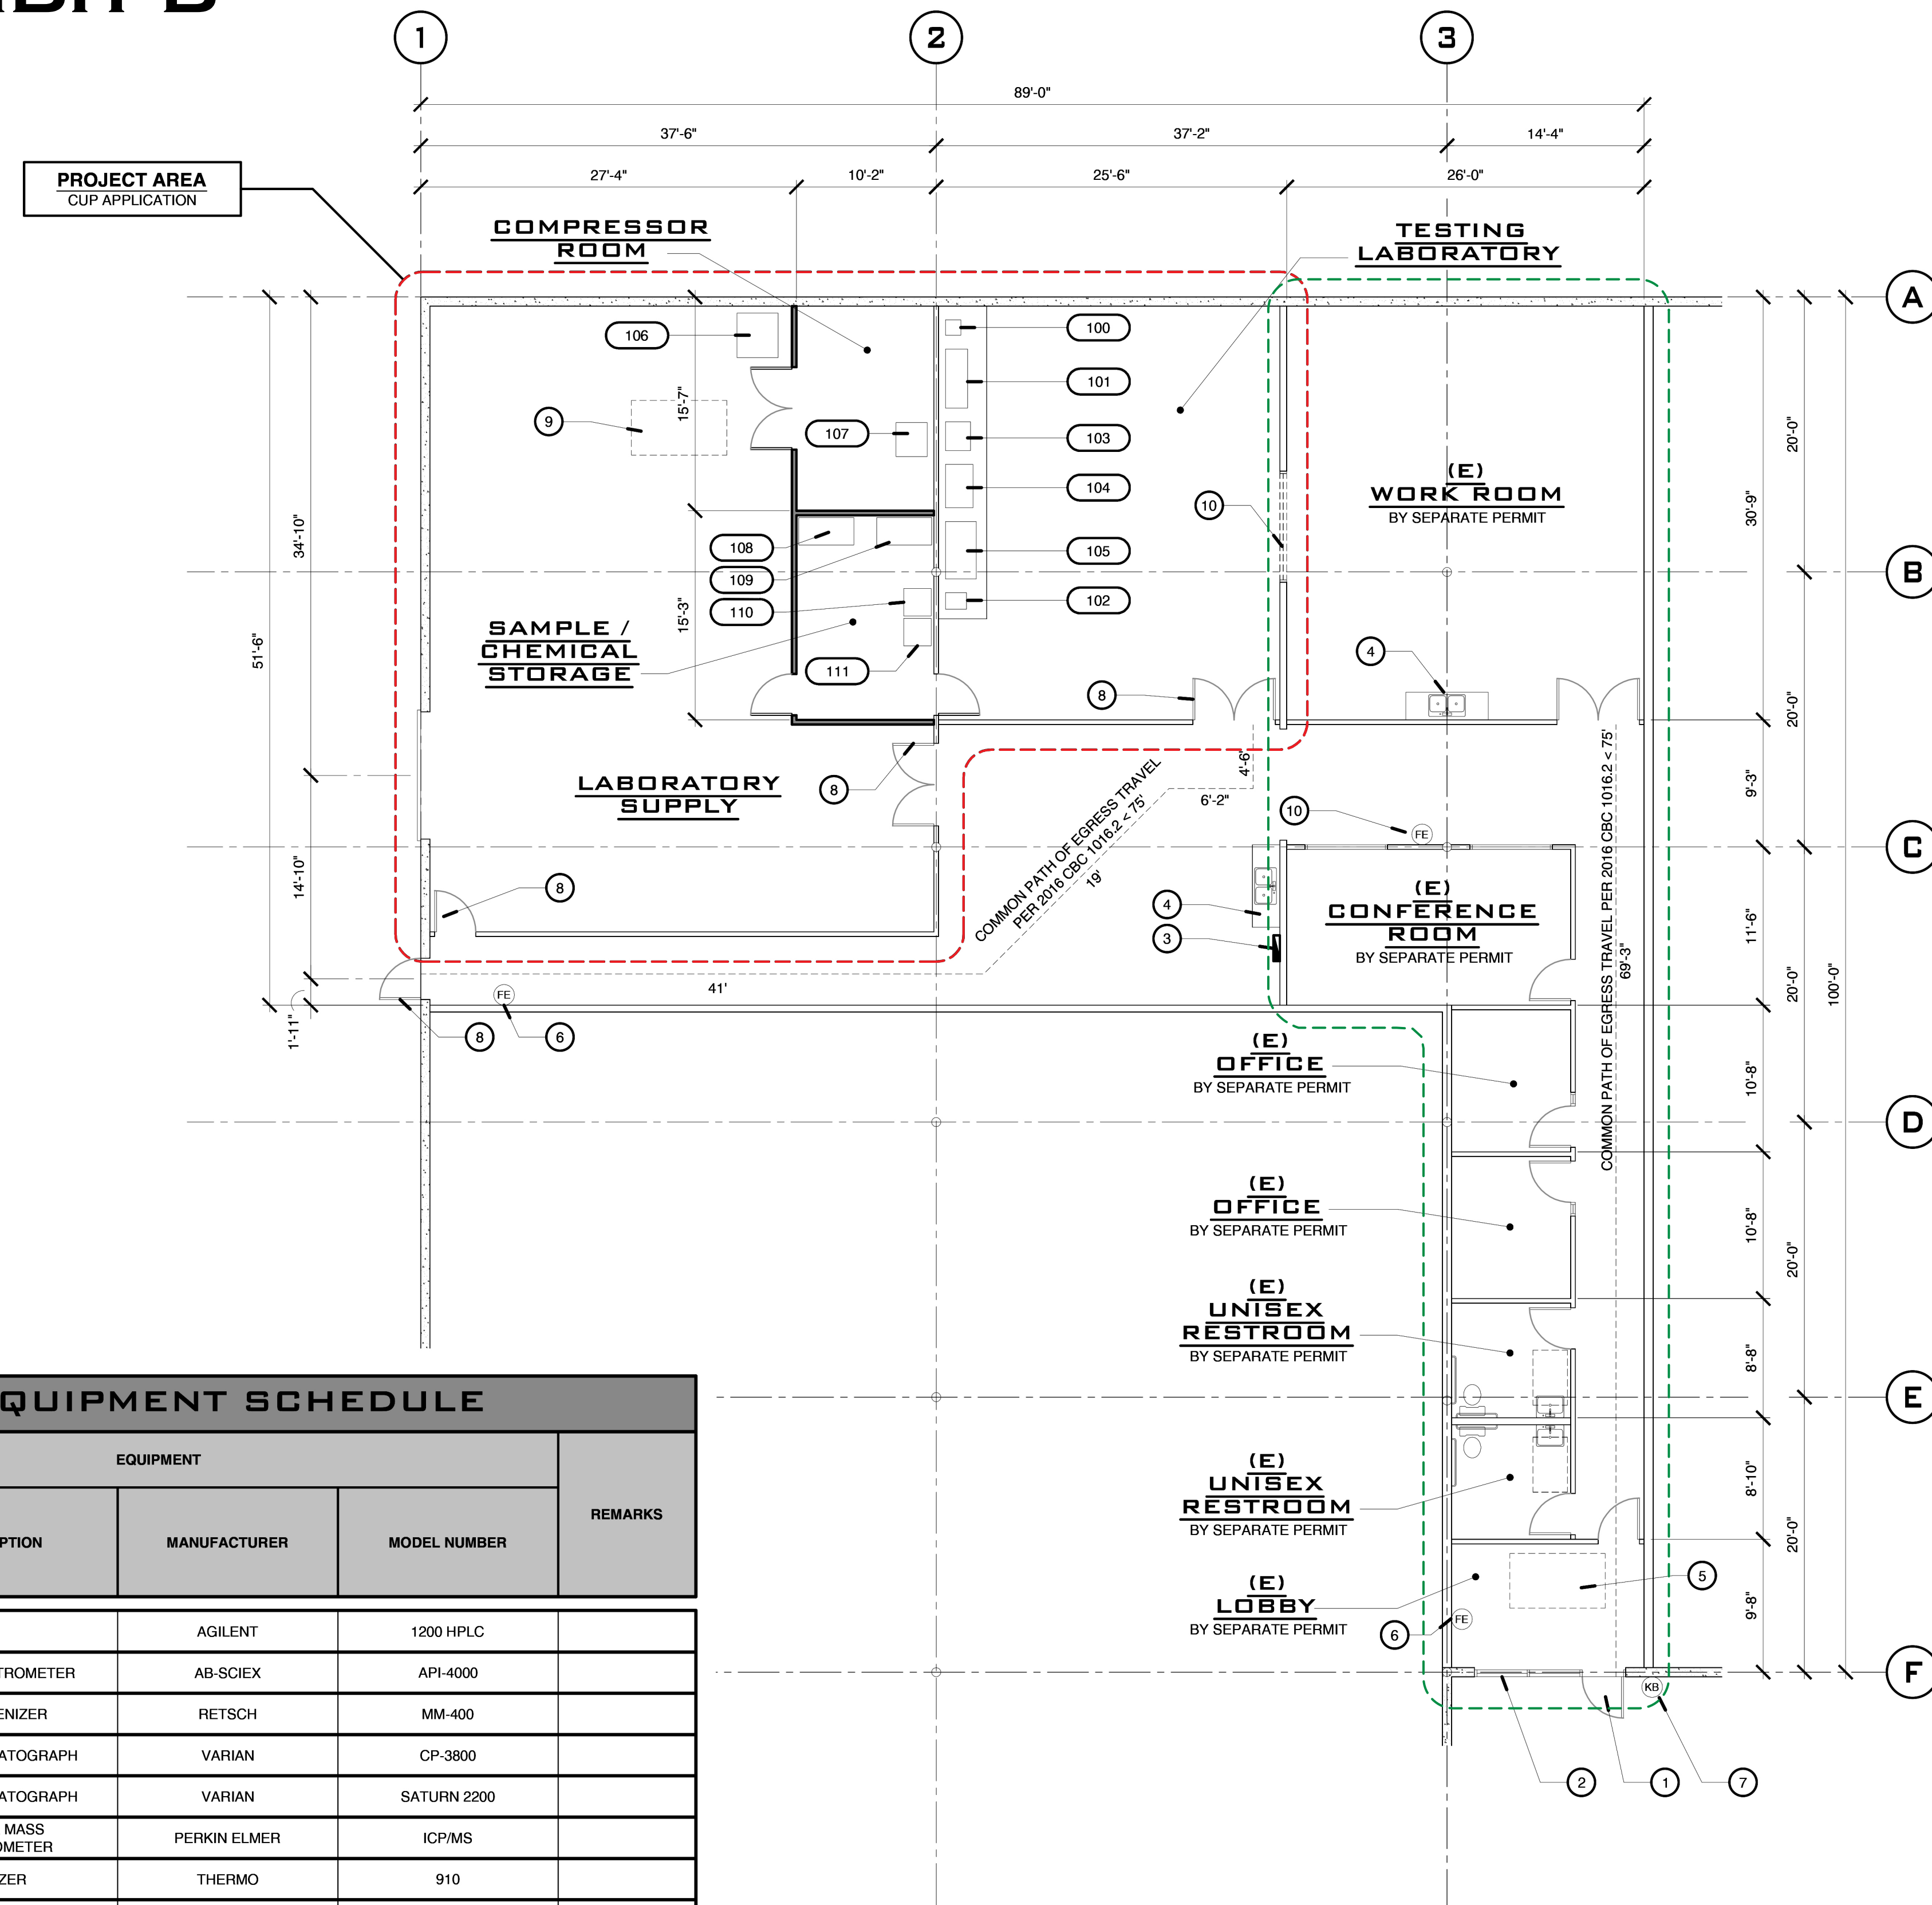 1
2
3
89'-0"
37'-6"
37'-2"
14'-4"
27'-4"
10'-2"
25'-6"
26'-0"
PROJECT AREA
CUP APPLICATION
COMPRESSOR
ROOM
TESTING
LABORATORY
A
106
100
101
9
15'-7"
107
103
104
10
20'-0"
30'-9"
(E)
WORK ROOM
BY SEPARATE PERMIT
34'-10"
108
109
110
105
102
B
51'-6"
15'-3"
SAMPLE /
CHEMICAL
STORAGE
111
8
4
20'-0"
LABORATORY
SUPPLY
8
4'-6"
6'-2"
COMMON PATH OF EGRESS TRAVEL
PER 2016 CBC 1016.2 < 75'
19'
10
FE
9'-3"
C
14'-10"
8
4
3
(E)
CONFERENCE
ROOM
BY SEPARATE PERMIT
COMMON PATH OF EGRESS TRAVEL PER 2016 CBC 1016.2 < 75'
69'-3"
11'-6"
20'-0"
100'-0"
1'-11"
FE
41'
8
6
(E)
OFFICE
BY SEPARATE PERMIT
10'-8"
D
(E)
OFFICE
BY SEPARATE PERMIT
10'-8"
20'-0"
(E)
UNISEX
RESTROOM
BY SEPARATE PERMIT
8'-8"
E
(E)
UNISEX
RESTROOM
BY SEPARATE PERMIT
8'-10"
20'-0"
(E)
LOBBY
BY SEPARATE PERMIT
5
6
FE
9'-8"
F
KB
2
1
7
QUIPMENT SCHEDULE
EQUIPMENT
REMARKS
PTION
MANUFACTURER
MODEL NUMBER
AGILENT
1200 HPLC
TROMETER
AB-SCIEX
API-4000
ENIZER
RETSCH
MM-400
ATOGRAPH
VARIAN
CP-3800
ATOGRAPH
VARIAN
SATURN 2200
MASS
OMETER
PERKIN ELMER
ICP/MS
ZER
THERMO
910